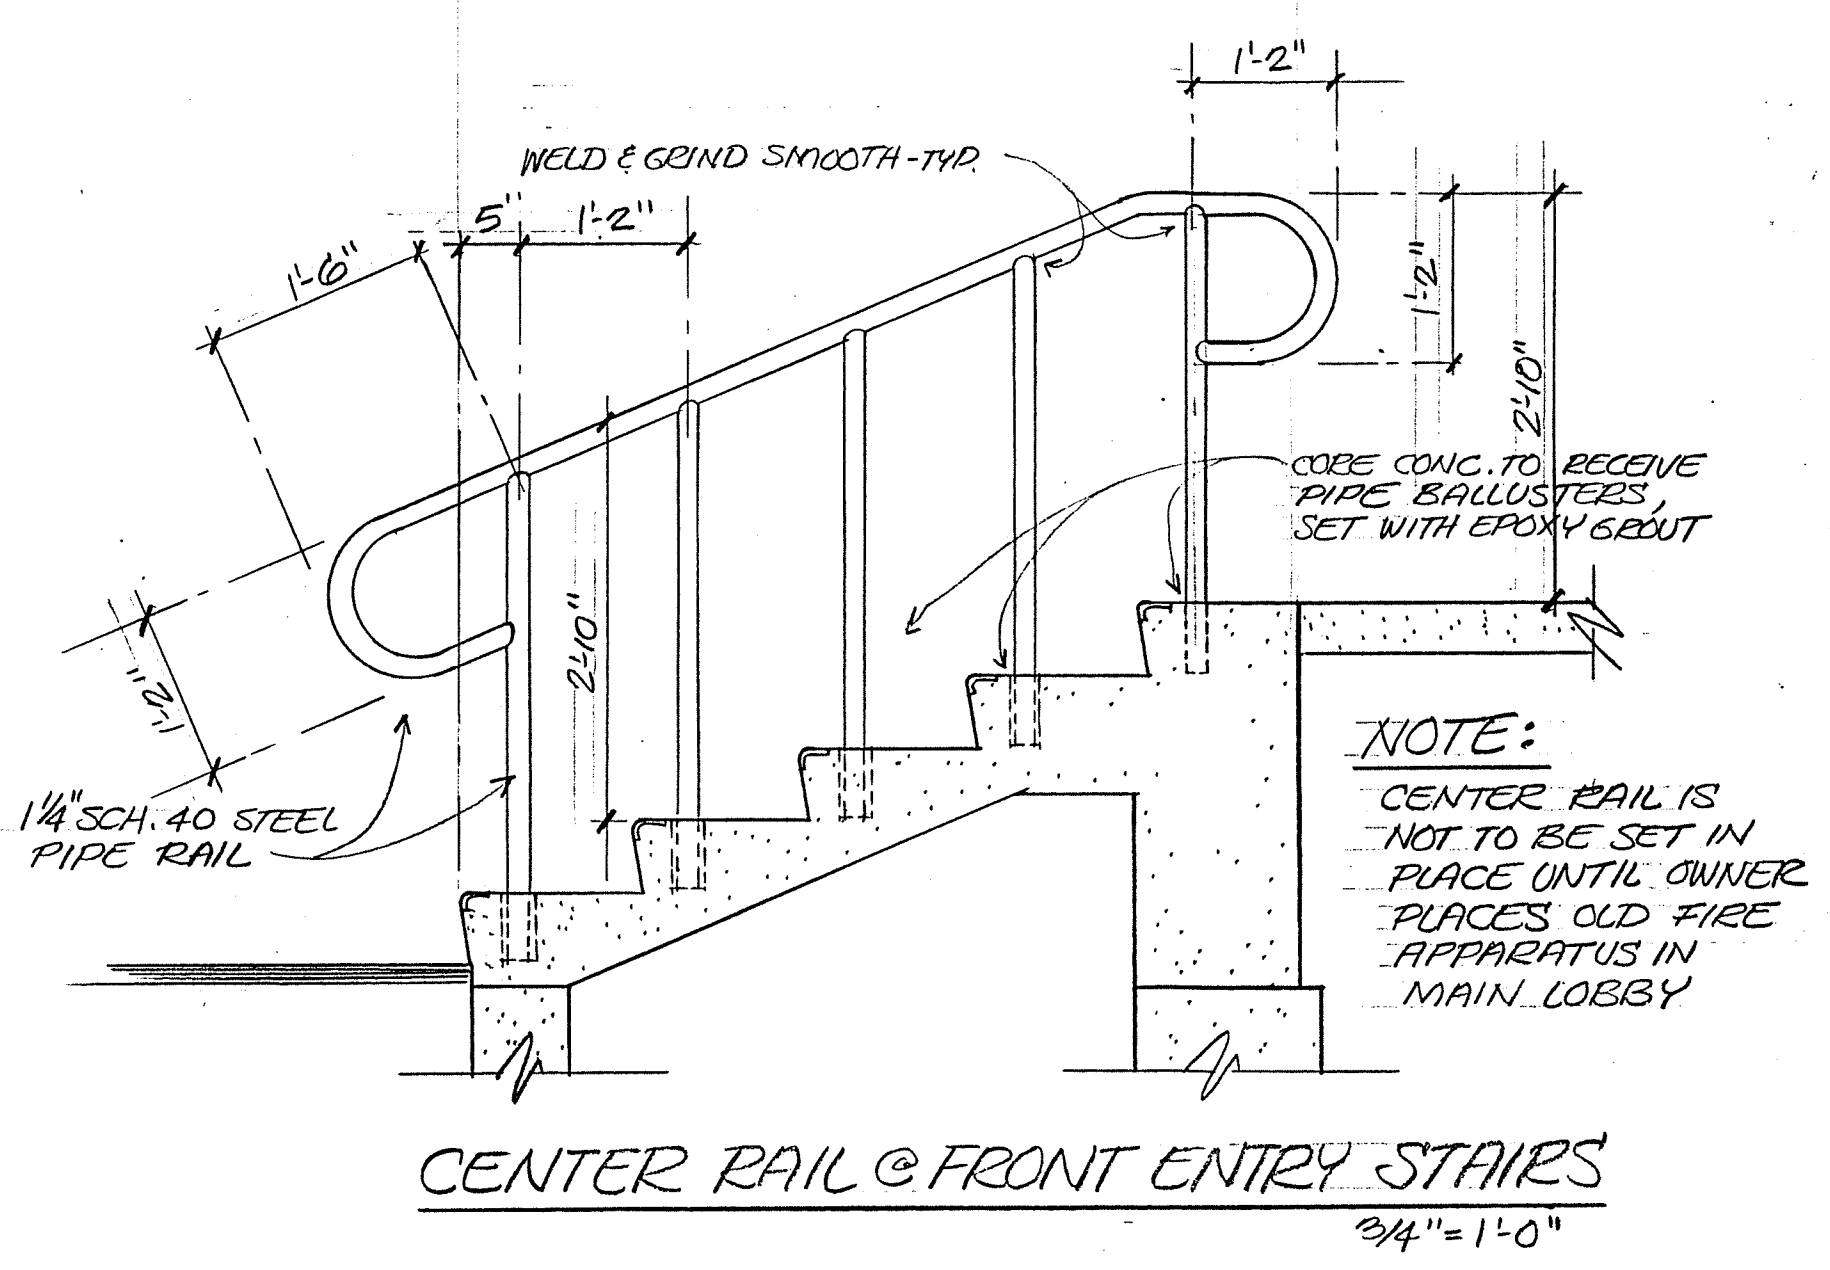 1'-2"
WELD & GRIND SMOOTH-TYP.
5"
1'-2"
1'-6"
1'-2"
2'-10"
CORE CONC. TO RECEIVE
PIPE BALLUSTERS,
SET WITH EPOXY GROUT
2'-10"
1'-2"
1¼" SCH. 40 STEEL
PIPE RAIL
NOTE:
CENTER RAIL IS
NOT TO BE SET IN
PLACE UNTIL OWNER
PLACES OLD FIRE
APPARATUS IN
MAIN LOBBY
CENTER RAIL @ FRONT ENTRY STAIRS
3/4"=1'-0"